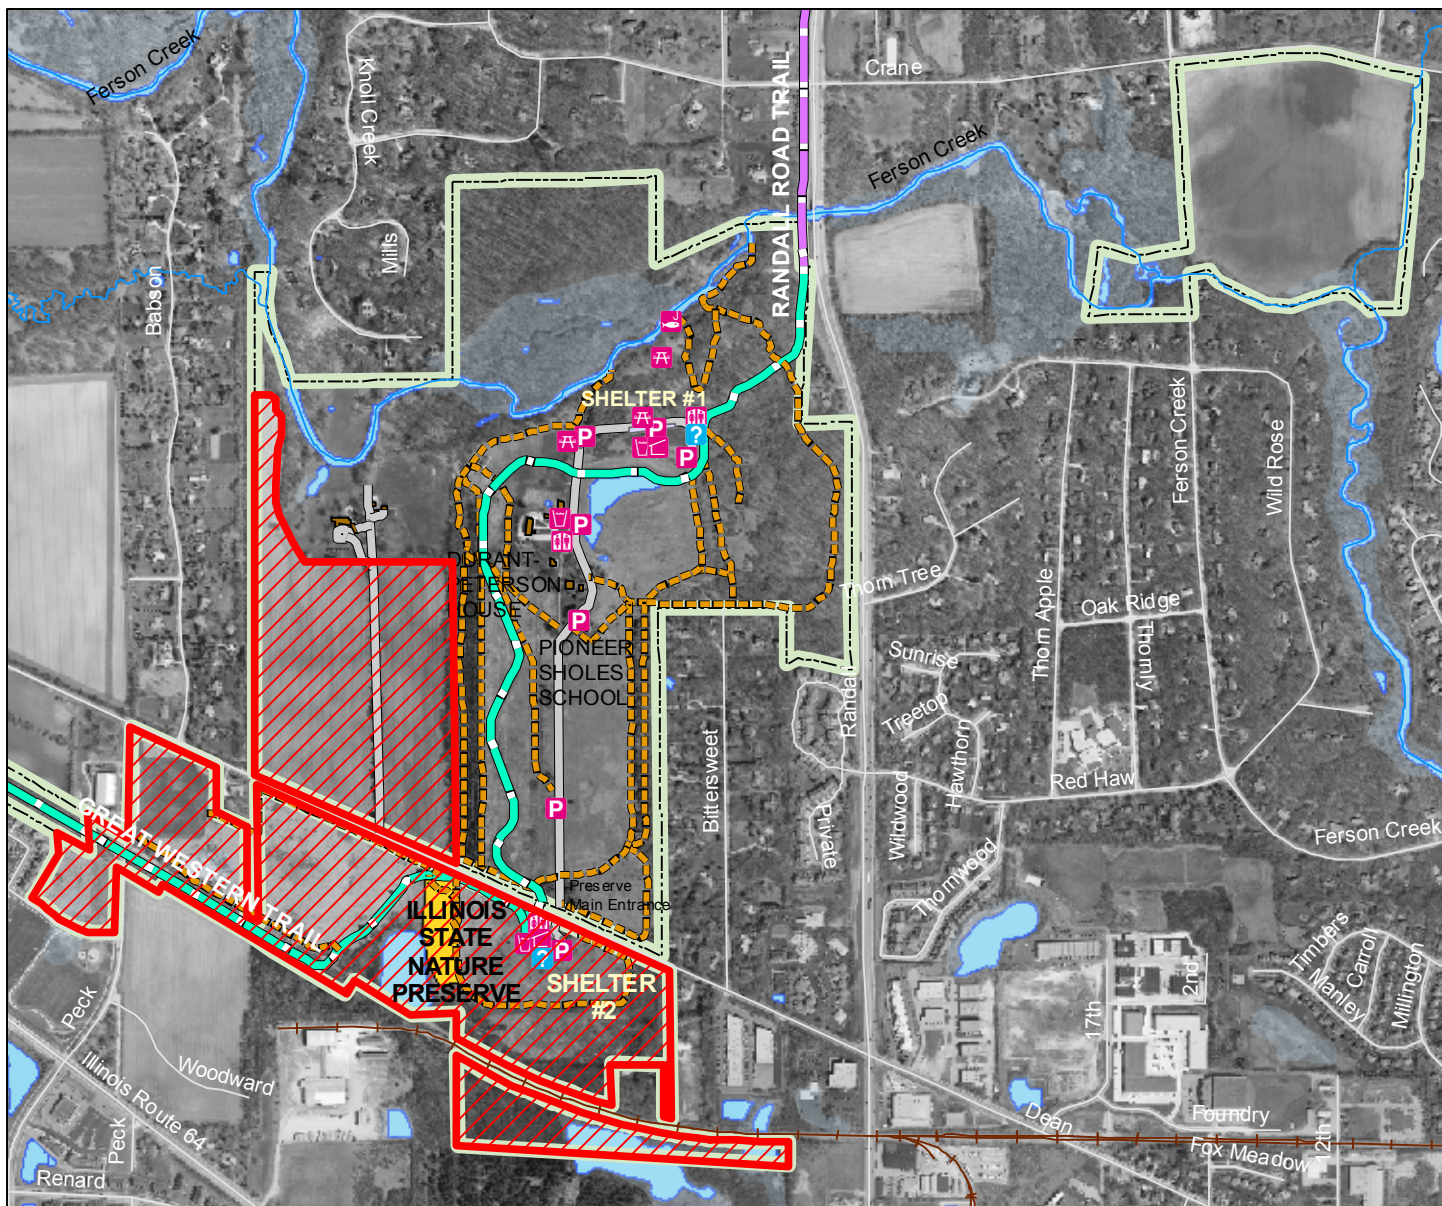 Ferson Creek
Knoll Creek
Mills
Babson
RANDALL ROAD TRAIL
Crane
Ferson Creek
SHELTER #1
P
P
?
P
P
DURANT-
PETERSON
HOUSE
P
PIONEER
SHOLES
SCHOOL
P
Preserve
Main Entrance
GREAT WESTERN TRAIL
ILLINOIS
STATE
NATURE
PRESERVE
P
?
SHELTER
#2
Ferson Creek
Wild Rose
Thorn Tree
Thorn Apple
Oak Ridge
Thornly
Sunrise
Treetop
Randall
Hawthorn
Bittersweet
Private
Wildwood
Red Haw
Ferson Creek
Thornwood
Timbers
Carroll
Manley
Millington
2nd
17th
Peck
Woodward
Illinois Route 64
Peck
Renard
Dean
Foundry
Fox Meadow
12th